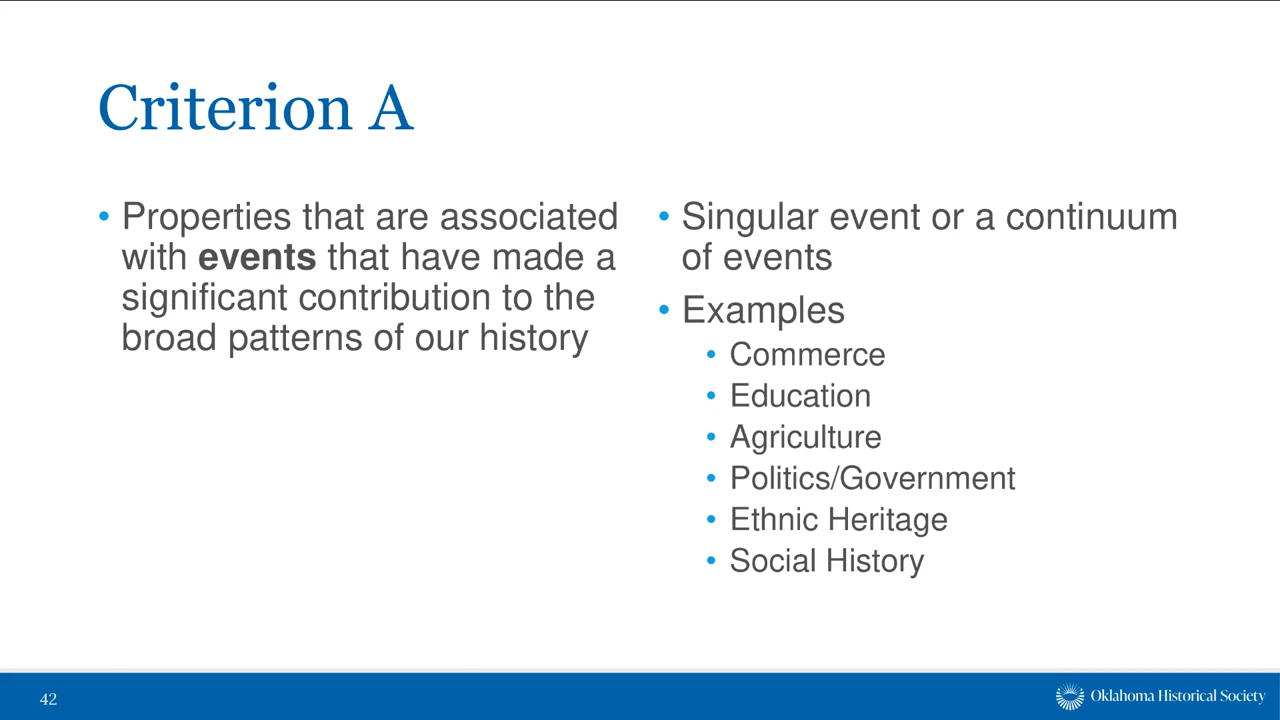 Criterion A
• Properties that are associated
with events that have made a
significant contribution to the
broad patterns of our history
• Singular event or a continuum
of events
• Examples
• Commerce
• Education
• Agriculture
• Politics/Government
• Ethnic Heritage
• Social History
42
Oklahoma Historical Society